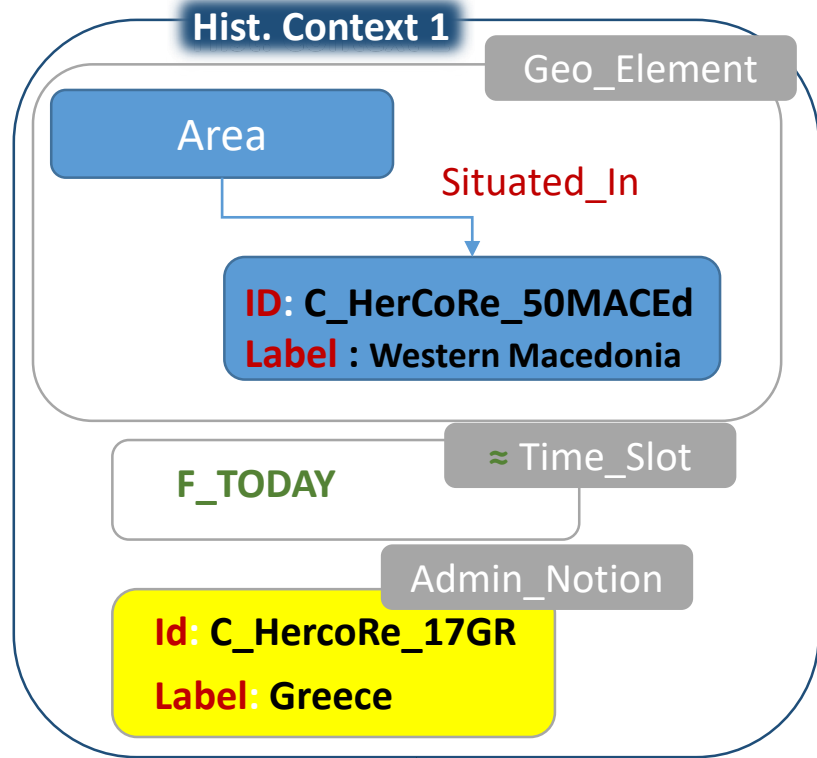 Hist. Context 1
Geo_Element
Area
Situated_In
ID: C_HerCoRe_50MACEd
Label : Western Macedonia
≈ Time_Slot
F_TODAY
Admin_Notion
Id: C_HercoRe_17GR
Label: Greece